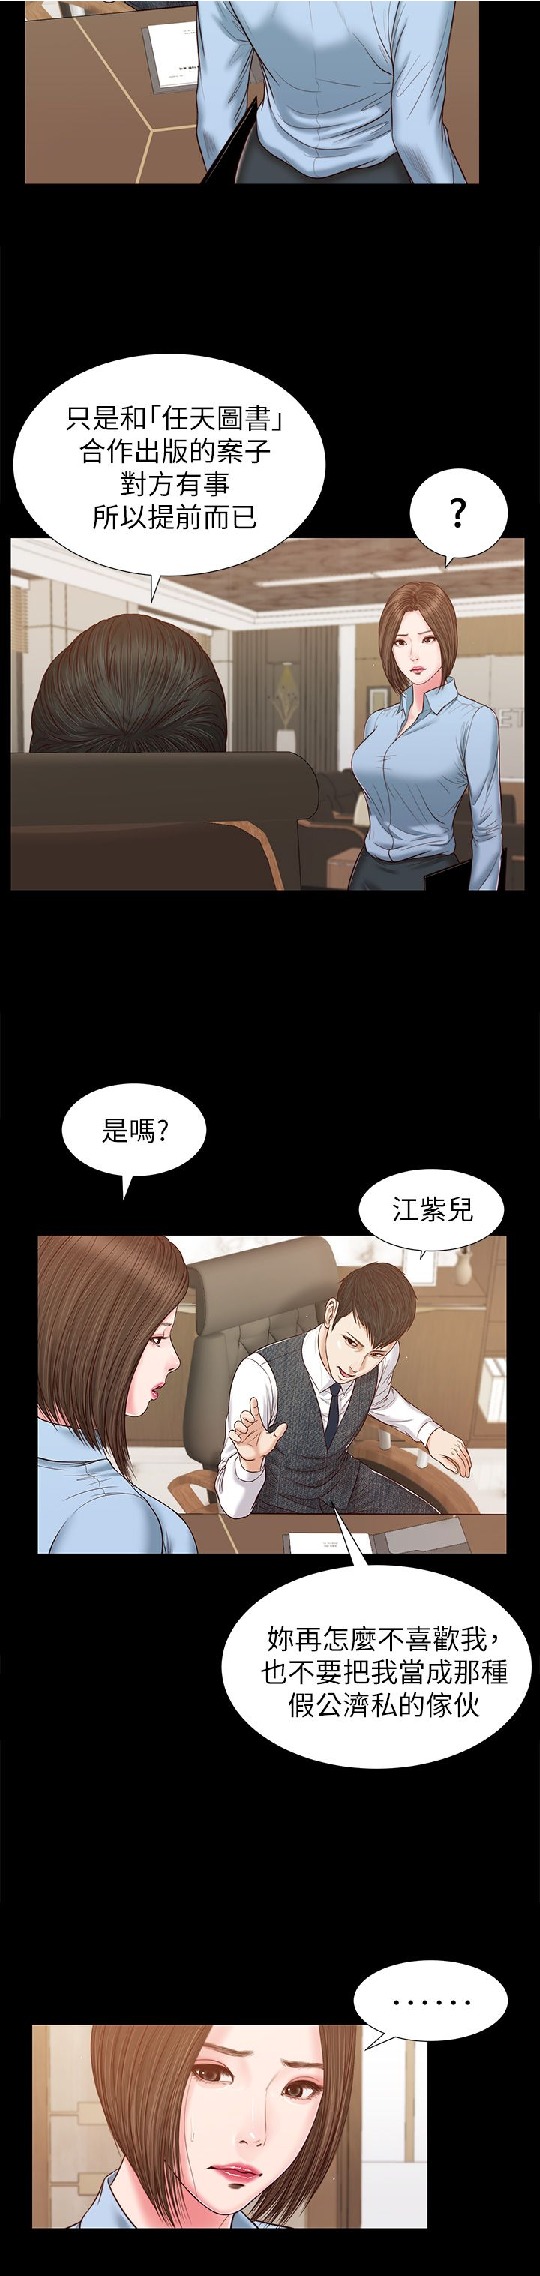 只是和「任天圖書」
合作出版的案子
對方有事
所以提前而已
?
ET
是嗎?
江紫兒
妳再怎麼不喜歡我,
也不要把我當成那種
假公濟私的傢伙
······